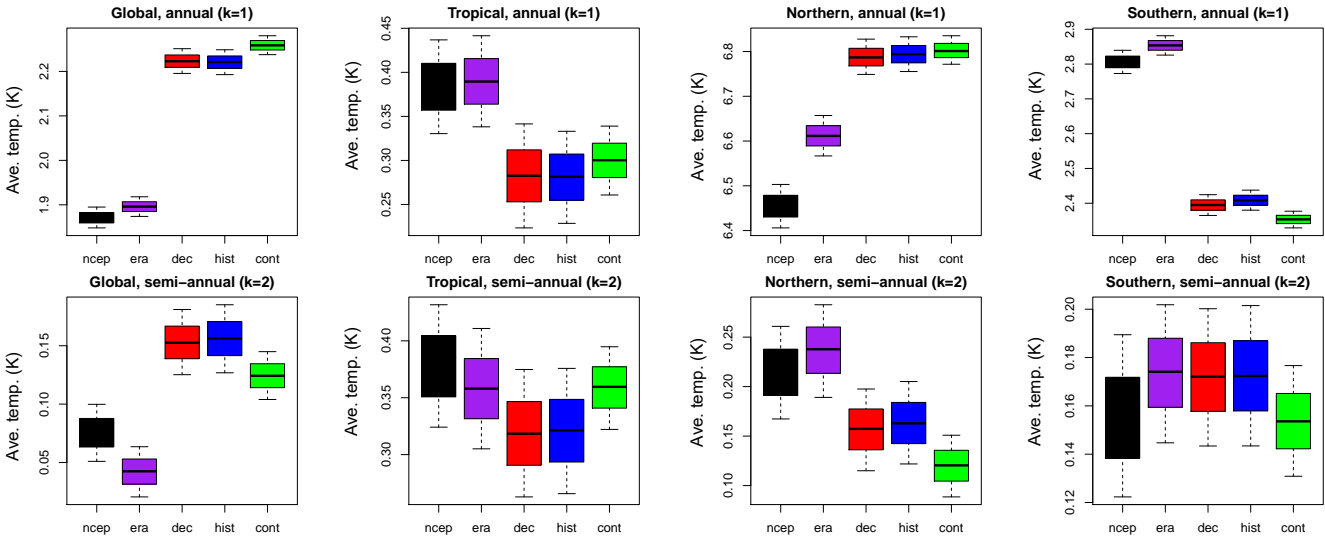 Global, annual (k=1)
Ave. temp. (K)
1.9
2.0
2.1
2.2
ncep era dec hist cont
Tropical, annual (k=1)
Ave. temp. (K)
0.25
0.30
0.35
0.40
0.45
ncep era dec hist cont
Northern, annual (k=1)
Ave. temp. (K)
6.4
6.5
6.6
6.7
6.8
ncep era dec hist cont
Southern, annual (k=1)
Ave. temp. (K)
2.4
2.5
2.6
2.7
2.8
2.9
ncep era dec hist cont
Global, semi−annual (k=2)
Ave. temp. (K)
0.05
0.10
0.15
ncep era dec hist cont
Tropical, semi−annual (k=2)
Ave. temp. (K)
0.30
0.35
0.40
ncep era dec hist cont
Northern, semi−annual (k=2)
Ave. temp. (K)
0.10
0.15
0.20
0.25
ncep era dec hist cont
Southern, semi−annual (k=2)
Ave. temp. (K)
0.12
0.14
0.16
0.18
0.20
ncep era dec hist cont